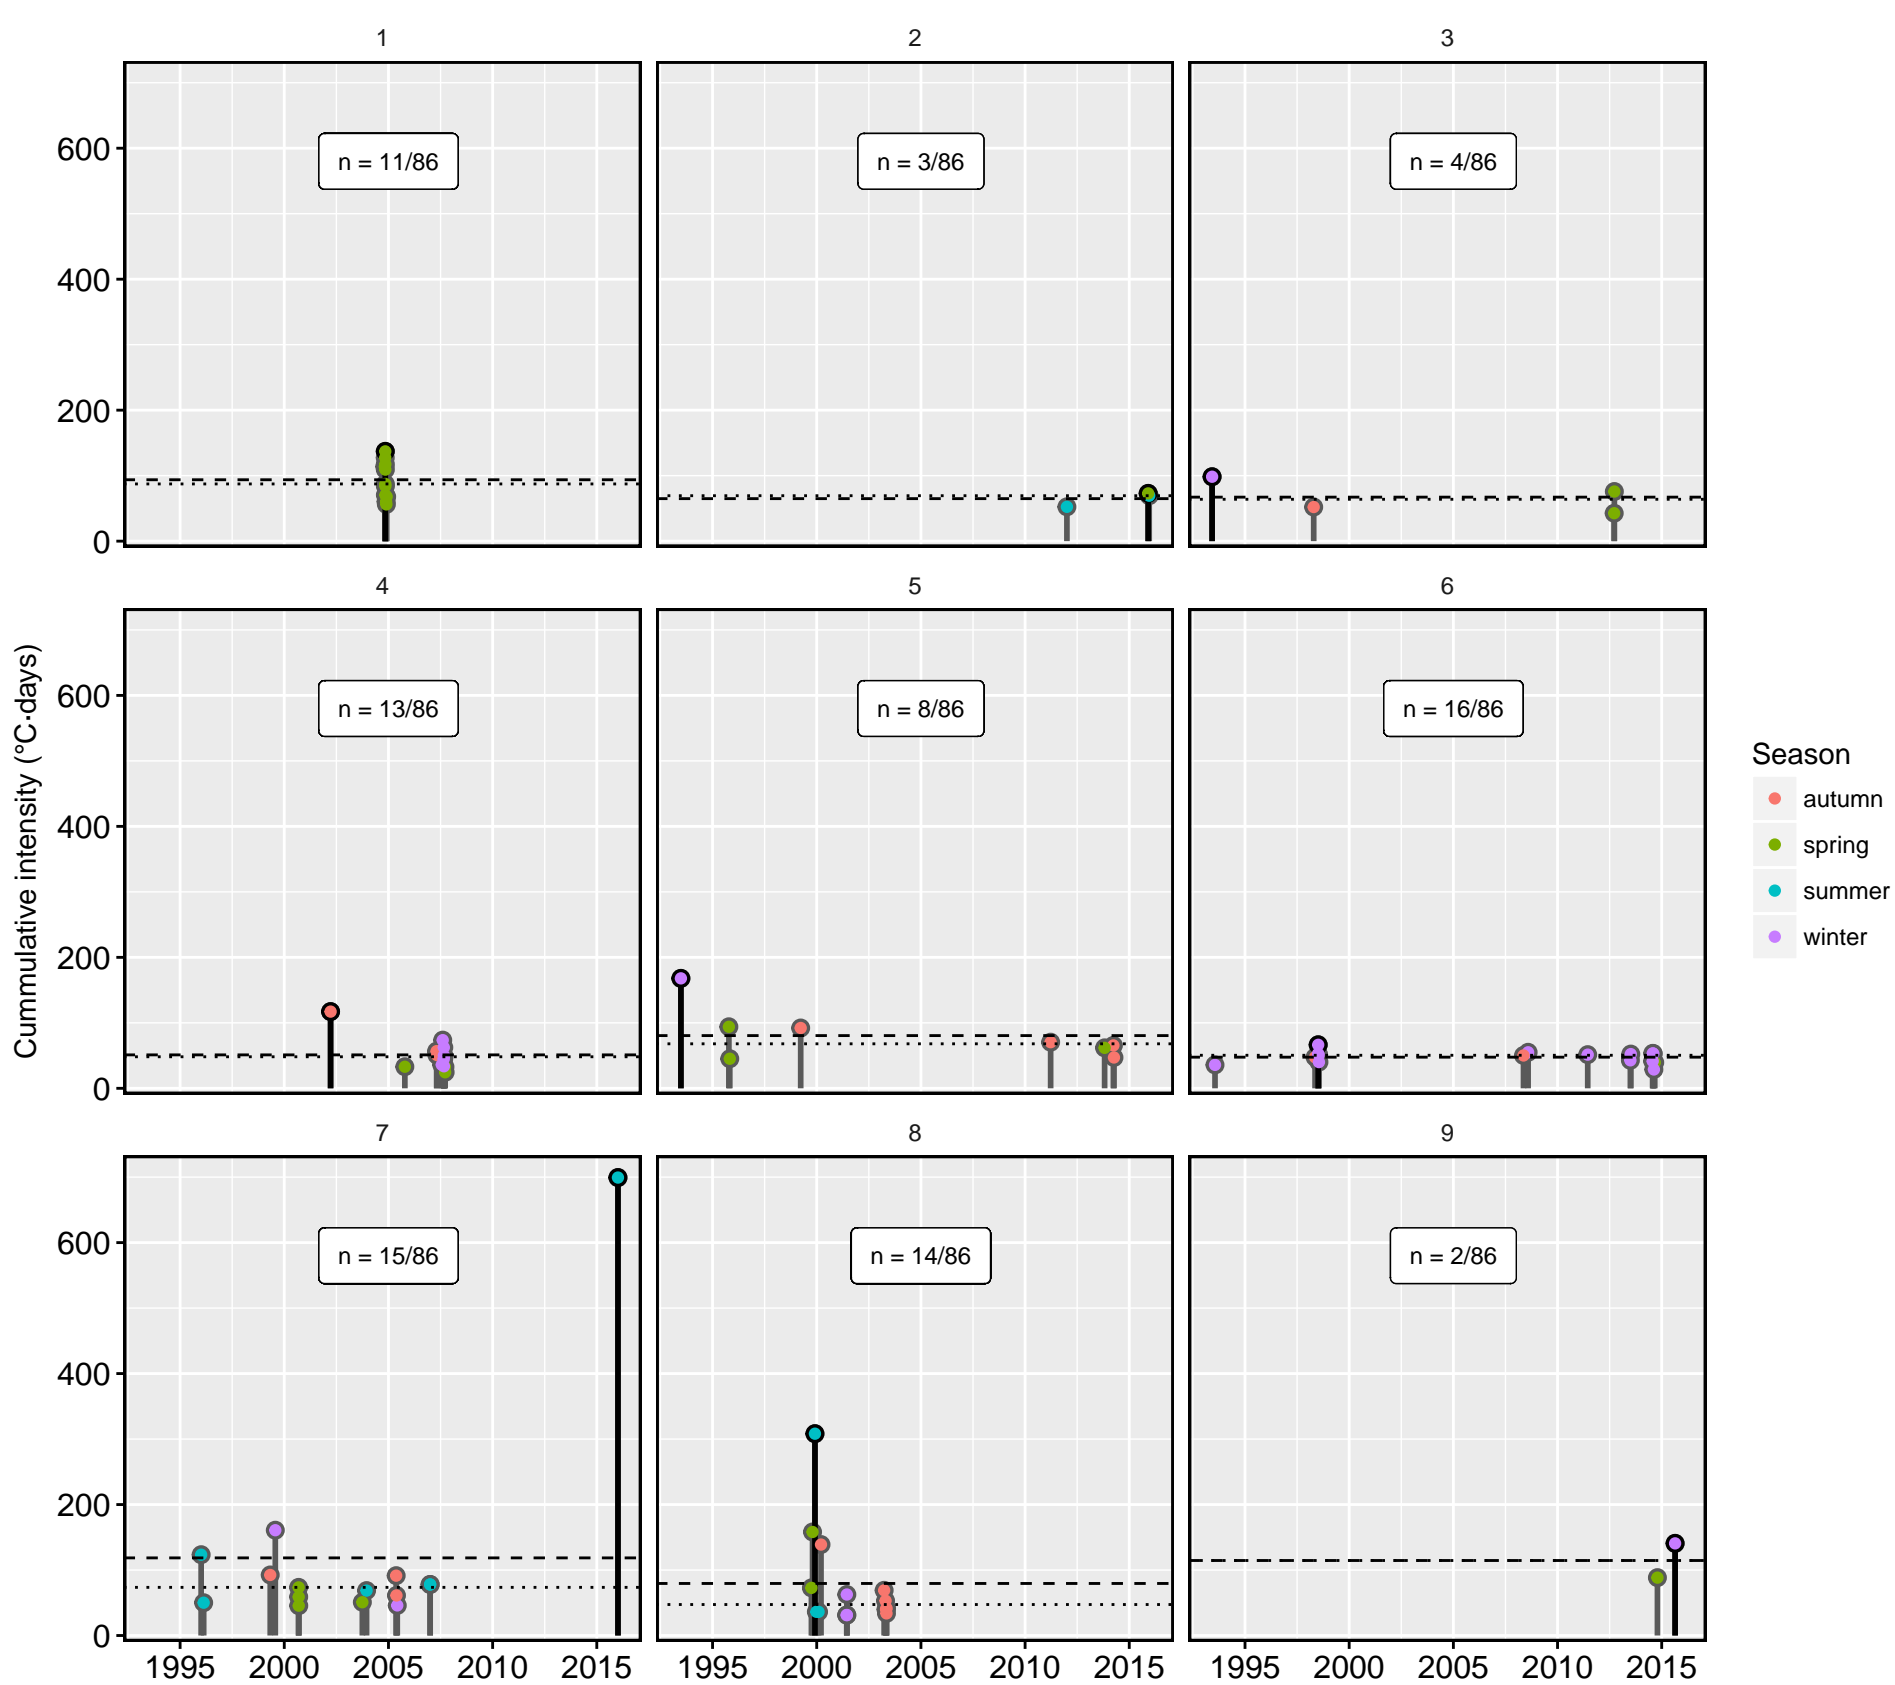 1
2
3
600
400
200
0
n = 11/86
n = 3/86
n = 4/86
4
5
6
Cummulative intensity (°C·days)
600
400
200
0
n = 13/86
n = 8/86
n = 16/86
Season
autumn
spring
summer
winter
7
8
9
600
400
200
0
n = 15/86
n = 14/86
n = 2/86
1995 2000 2005 2010 2015
1995 2000 2005 2010 2015
1995 2000 2005 2010 2015